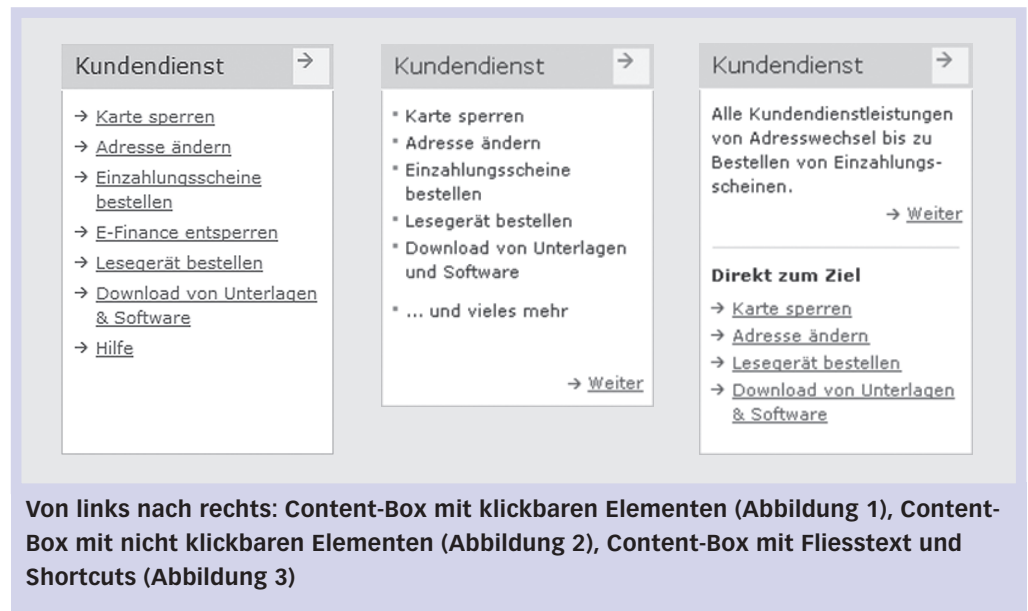 Kundendienst →
→ Karte sperren
→ Adresse ändern
→ Einzahlungsscheine
bestellen
→ E-Finance entsperren
→ Lesegerät bestellen
→ Download von Unterlagen
& Software
→ Hilfe
Kundendienst →
▪ Karte sperren
▪ Adresse ändern
▪ Einzahlungsscheine
bestellen
▪ Lesegerät bestellen
▪ Download von Unterlagen
und Software
▪ ... und vieles mehr
→ Weiter
Kundendienst →
Alle Kundendienstleistungen
von Adresswechsel bis zu
Bestellen von Einzahlungs-
scheinen.
→ Weiter
Direkt zum Ziel
→ Karte sperren
→ Adresse ändern
→ Lesegerät bestellen
→ Download von Unterlagen
& Software
Von links nach rechts: Content-Box mit klickbaren Elementen (Abbildung 1), Content-
Box mit nicht klickbaren Elementen (Abbildung 2), Content-Box mit Fliesstext und
Shortcuts (Abbildung 3)